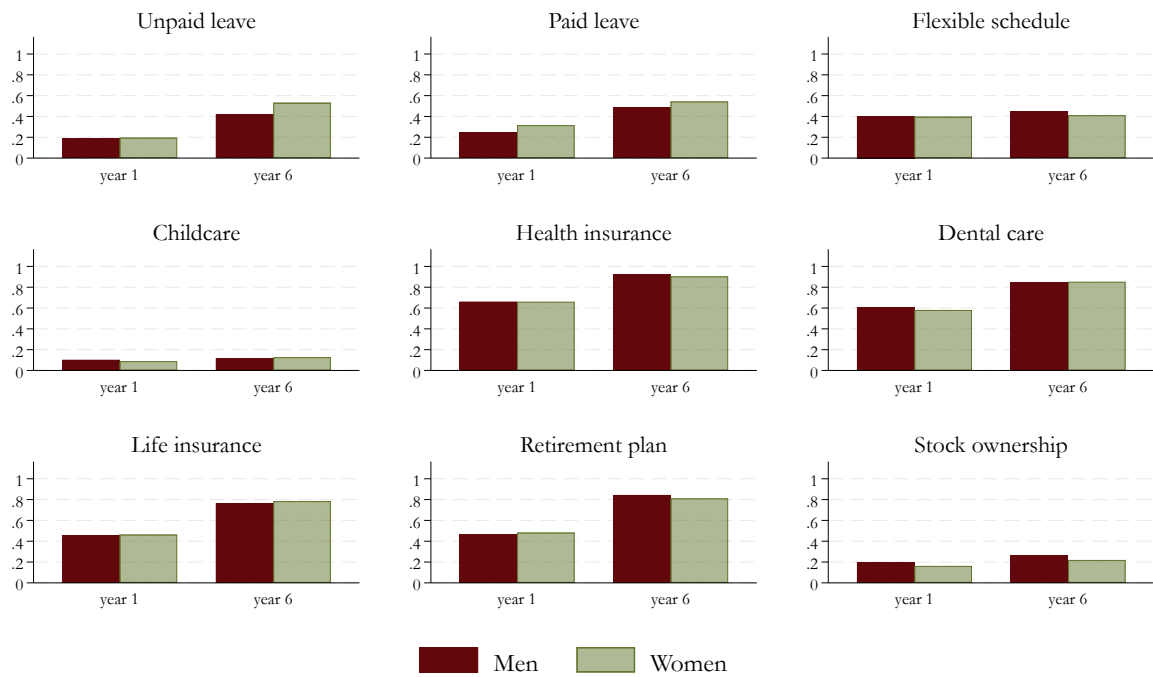 Unpaid leave
1
.8
.6
.4
.2
0
year 1 year 6
Paid leave
1
.8
.6
.4
.2
0
year 1 year 6
Flexible schedule
1
.8
.6
.4
.2
0
year 1 year 6
Childcare
1
.8
.6
.4
.2
0
year 1 year 6
Health insurance
1
.8
.6
.4
.2
0
year 1 year 6
Dental care
1
.8
.6
.4
.2
0
year 1 year 6
Life insurance
1
.8
.6
.4
.2
0
year 1 year 6
Retirement plan
1
.8
.6
.4
.2
0
year 1 year 6
Stock ownership
1
.8
.6
.4
.2
0
year 1 year 6
Men Women